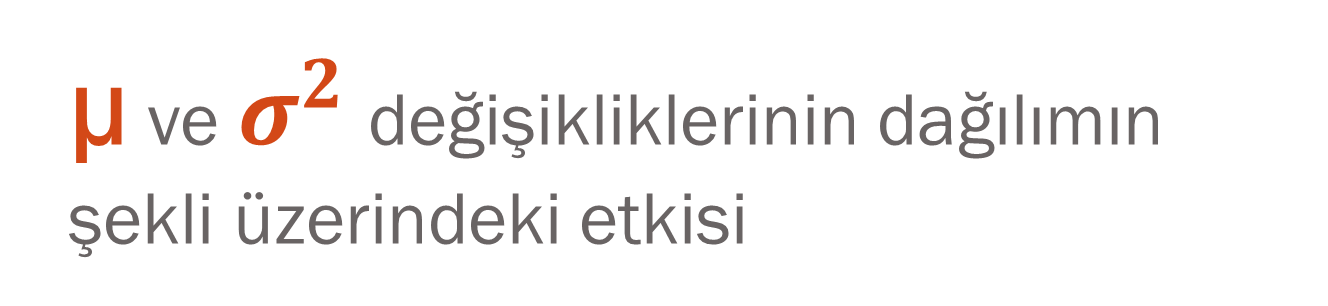 μ ve σ² değişikliklerinin dağılımın
şekli üzerindeki etkisi